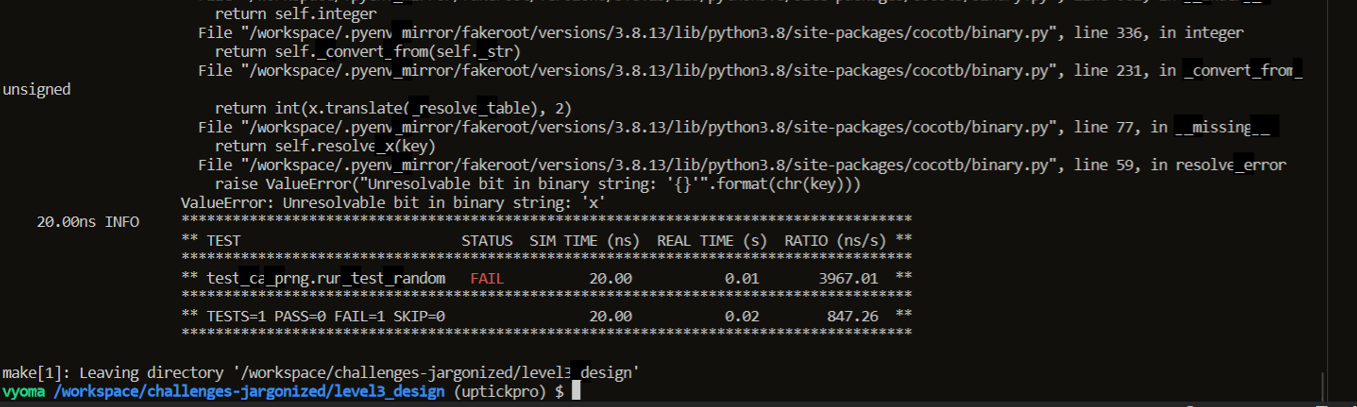 return self.integer
File "/workspace/.pyenv_mirror/fakeroot/versions/3.8.13/lib/python3.8/site-packages/cocotb/binary.py", line 336, in integer
return self._convert_from(self._str)
File "/workspace/.pyenv_mirror/fakeroot/versions/3.8.13/lib/python3.8/site-packages/cocotb/binary.py", line 231, in _convert_from_
unsigned
return int(x.translate(_resolve_table), 2)
File "/workspace/.pyenv_mirror/fakeroot/versions/3.8.13/lib/python3.8/site-packages/cocotb/binary.py", line 77, in __missing__
return self.resolve_x(key)
File "/workspace/.pyenv_mirror/fakeroot/versions/3.8.13/lib/python3.8/site-packages/cocotb/binary.py", line 59, in resolve_error
raise ValueError("Unresolvable bit in binary string: '{}'".format(chr(key)))
ValueError: Unresolvable bit in binary string: 'x'
20.00ns INFO **************************************************************************************
** TEST STATUS SIM TIME (ns) REAL TIME (s) RATIO (ns/s) **
**************************************************************************************
** test_ca_prng.run_test_random FAIL 20.00 0.01 3967.01 **
**************************************************************************************
** TESTS=1 PASS=0 FAIL=1 SKIP=0 20.00 0.02 847.26 **
**************************************************************************************
make[1]: Leaving directory '/workspace/challenges-jargonized/level3_design'
vyoma /workspace/challenges-jargonized/level3_design (uptickpro) $